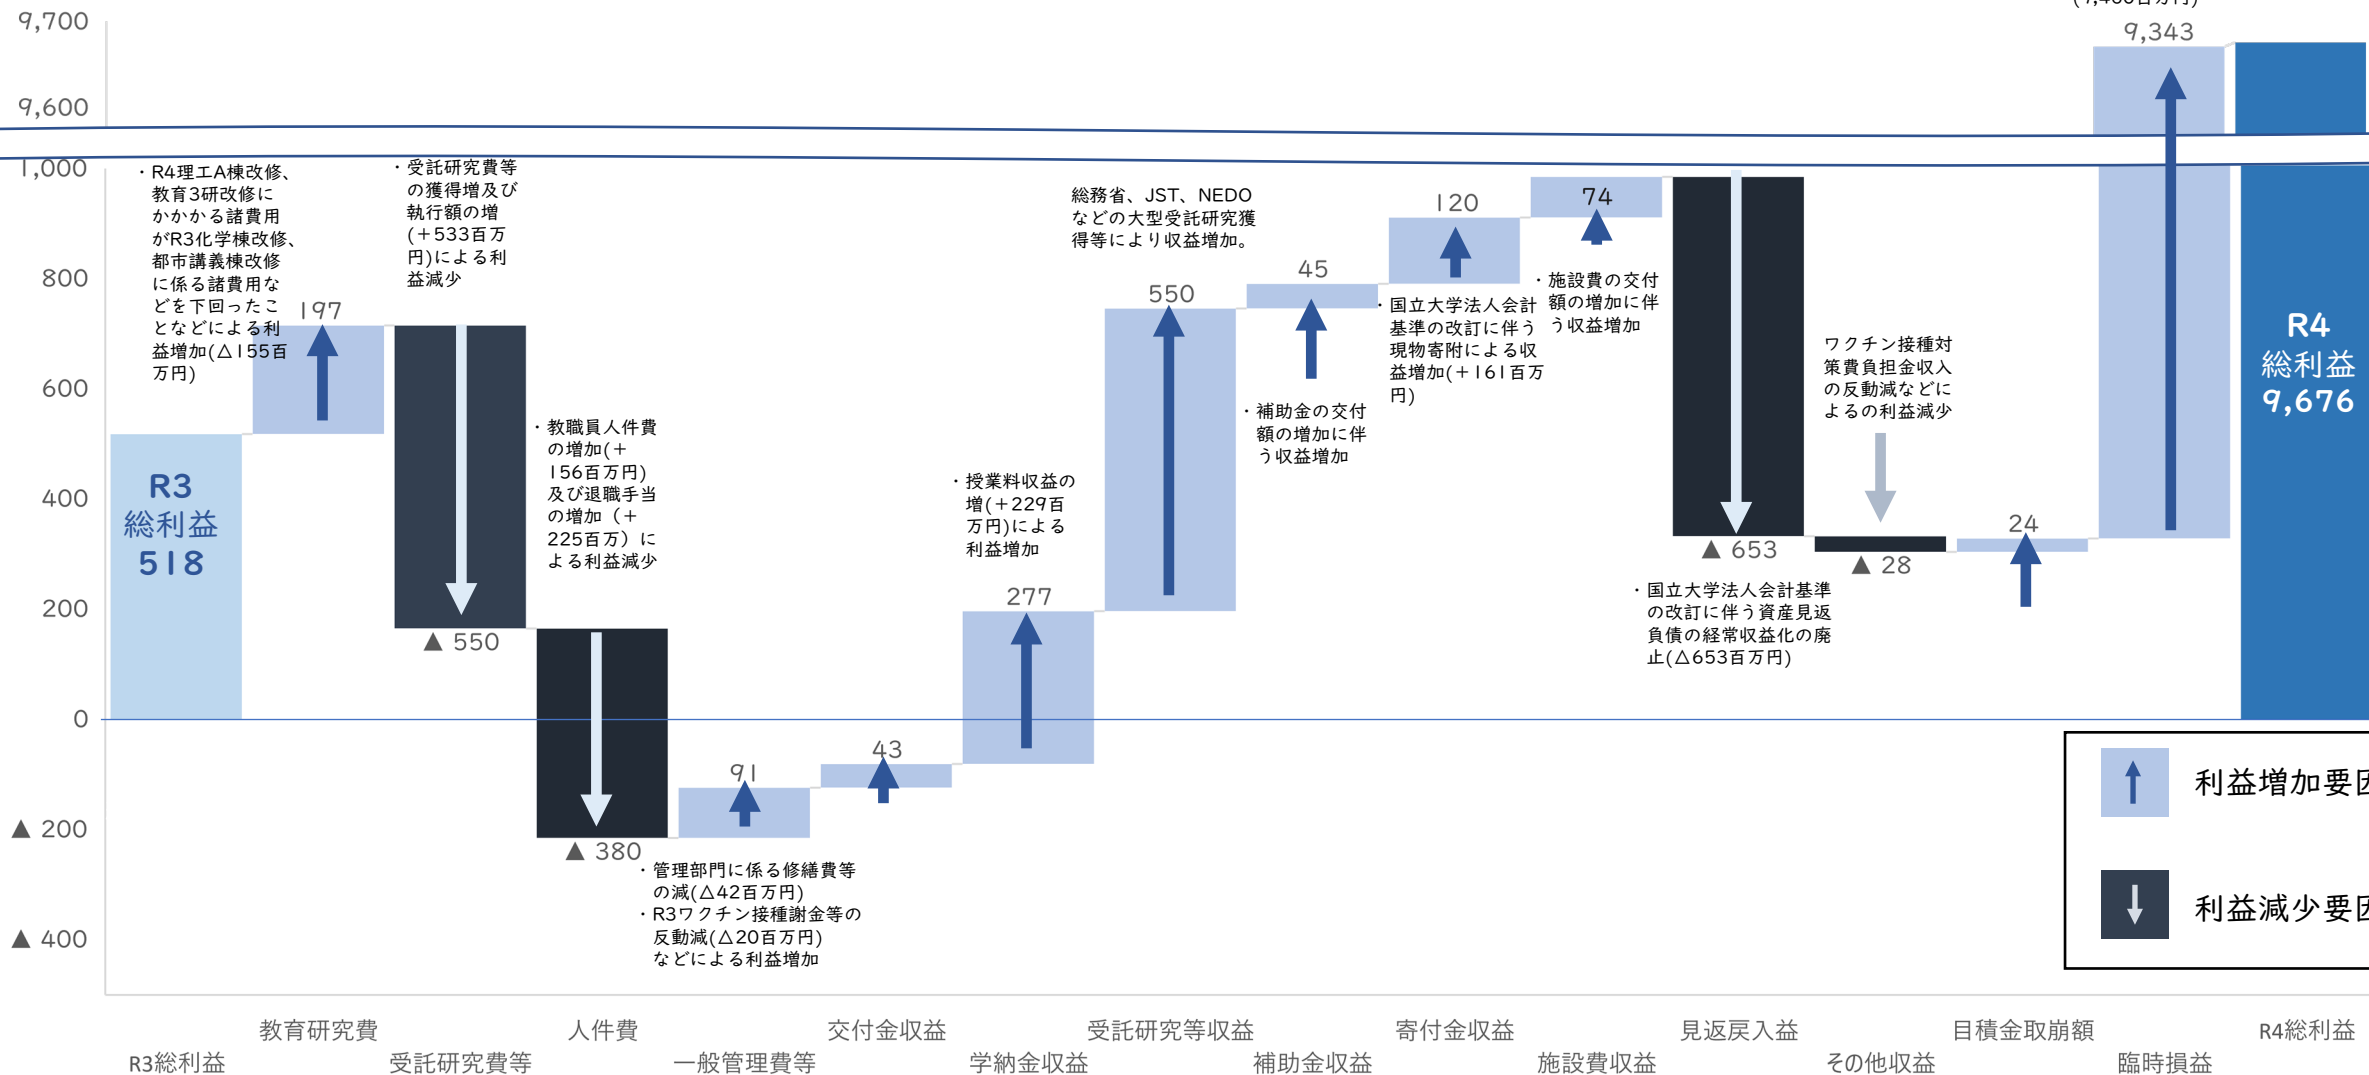 9,700
9,600
1,000
800
600
400
200
0
▲ 200
▲ 400
R3
総利益
518
・R4理工A棟改修、
教育3研改修に
かかかる諸費用
がR3化学棟改修、
都市講義棟改修
に係る諸費用な
どを下回ったこ
となどによる利
益増加(△155百
万円)
197
・受託研究費等
の獲得増及び
執行額の増
(+533百万
円)による利
益減少
▲ 550
・教職員人件費
の増加(+
156百万円)
及び退職手当
の増加（+
225百万）に
よる利益減少
▲ 380
91
・管理部門に係る修繕費等
の減(△42百万円)
・R3ワクチン接種謝金等の
反動減(△20百万円)
などによる利益増加
43
・授業料収益の
増(+229百
万円)による
利益増加
277
総務省、JST、NEDO
などの大型受託研究獲
得等により収益増加。
550
45
・補助金の交付
額の増加に伴
う収益増加
120
・国立大学法人会計
基準の改訂に伴う
現物寄附による収
益増加(+161百万
円)
74
・施設費の交付
額の増加に伴
う収益増加
▲ 653
・国立大学法人会計基準
の改訂に伴う資産見返
負債の経常収益化の廃
止(△653百万円)
ワクチン接種対
策費負担金収入
の反動減などに
よるの利益減少
▲ 28
24
9,343
R4
総利益
9,676
利益増加要因
利益減少要因
R3総利益
教育研究費
受託研究費等
人件費
一般管理費等
交付金収益
学納金収益
受託研究等収益
補助金収益
寄付金収益
施設費収益
見返戻入益
その他収益
目積金取崩額
臨時損益
R4総利益